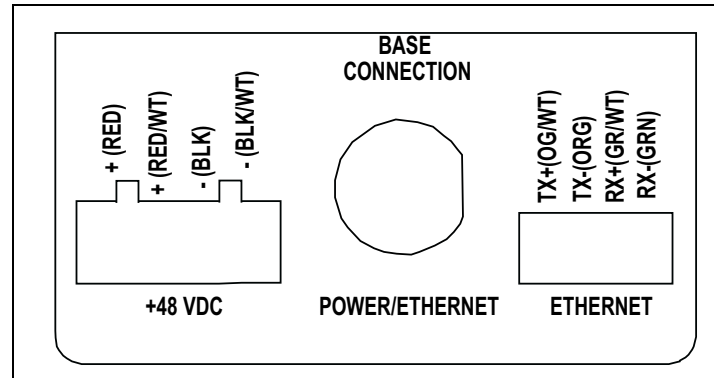 BASE
CONNECTION
+ (RED)
+ (RED/WT)
- (BLK)
- (BLK/WT)
TX+(OG/WT)
TX-(ORG)
RX+(GR/WT)
RX-(GRN)
+48 VDC
POWER/ETHERNET
ETHERNET